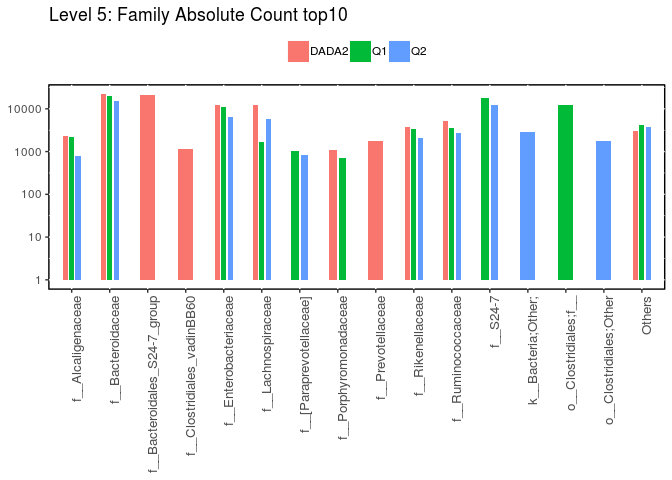 Level 5: Family Absolute Count top10
DADA2 Q1 Q2
10000
1000
100
10
1
f__Alcaligenaceae
f__Bacteroidaceae
f__Bacteroidales_S24-7_group
f__Clostridiales_vadinBB60
f__Enterobacteriaceae
f__Lachnospiraceae
f__[Paraprevotellaceae]
f__Porphyromonadaceae
f__Prevotellaceae
f__Rikenellaceae
f__Ruminococcaceae
f__S24-7
k__Bacteria;Other;
o__Clostridiales;f__
o__Clostridiales;Other
Others